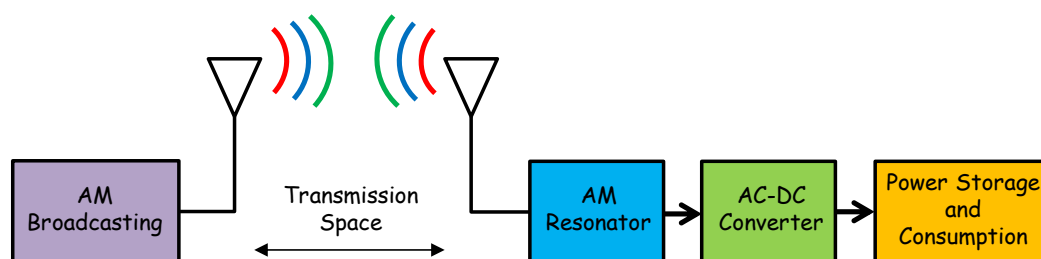 AM
Broadcasting
Transmission
Space
AM
Resonator
AC-DC
Converter
Power Storage
and
Consumption